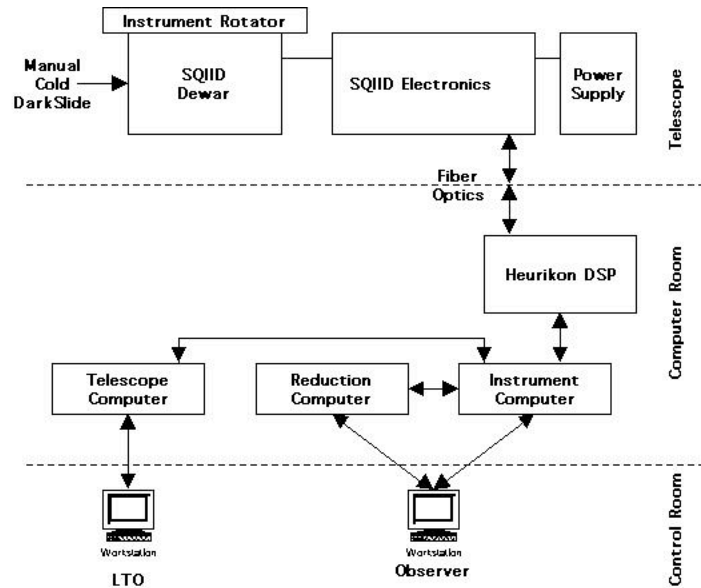 Instrument Rotator
Manual
Cold
DarkSlide
SQIID
Dewar
SQIID Electronics
Power
Supply
Telescope
Fiber
Optics
Heurikon DSP
Computer Room
Telescope
Computer
Reduction
Computer
Instrument
Computer
Workstation
LTO
Workstation
Observer
Control Room